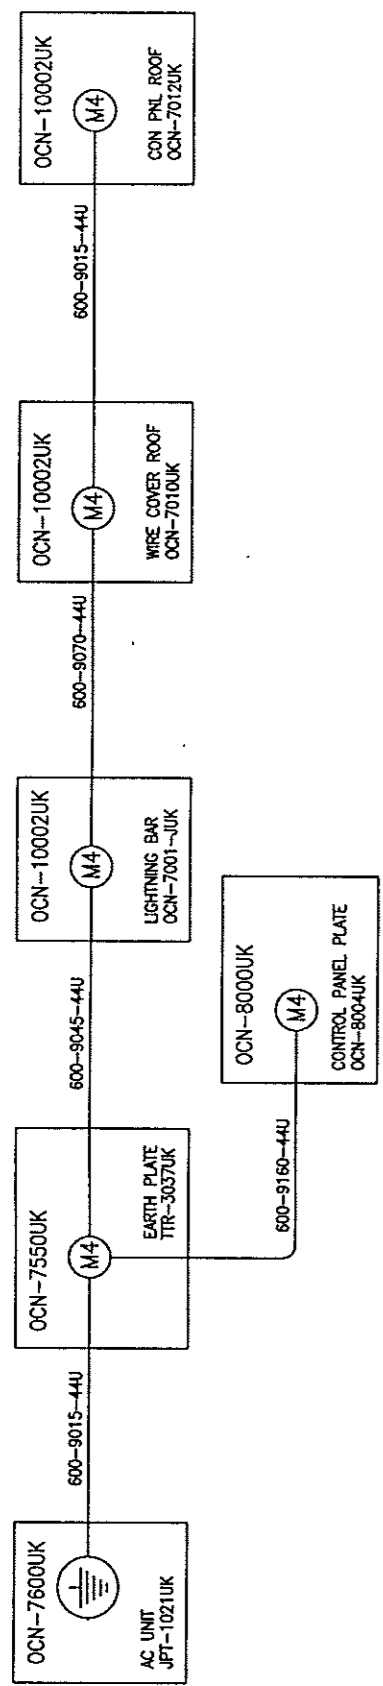 OCN-7600UK
AC UNIT
JPT-1021UK
600-9015-44U
OCN-7550UK
M4
EARTH PLATE
TTR-3037UK
600-9045-44U
OCN-10002UK
M4
LIGHTNING BAR
OCN-7001-JUK
600-9070-44U
OCN-10002UK
M4
WIRE COVER ROOF
OCN-7010UK
600-9015-44U
OCN-10002UK
M4
CON PNL ROOF
OCN-7012UK
600-9160-44U
OCN-8000UK
M4
CONTROL PANEL PLATE
OCN-8004UK